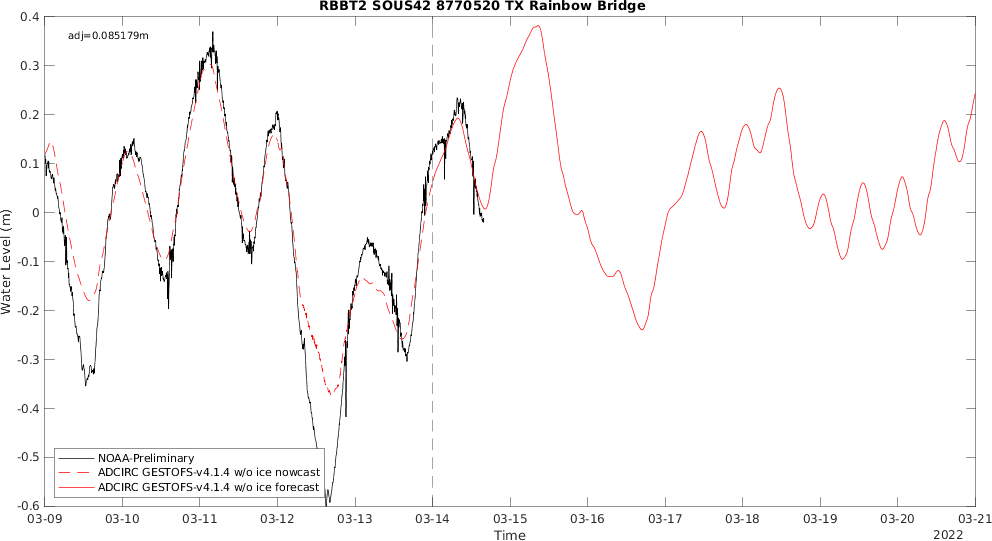 RBBT2 SOUS42 8770520 TX Rainbow Bridge
adj=0.085179m
0.4
0.3
0.2
0.1
0
-0.1
-0.2
-0.3
-0.4
-0.5
-0.6
Water Level (m)
NOAA-Preliminary
ADCIRC GESTOFS-v4.1.4 w/o ice nowcast
ADCIRC GESTOFS-v4.1.4 w/o ice forecast
03-09 03-10 03-11 03-12 03-13 03-14 03-15 03-16 03-17 03-18 03-19 03-20 03-21
Time
2022